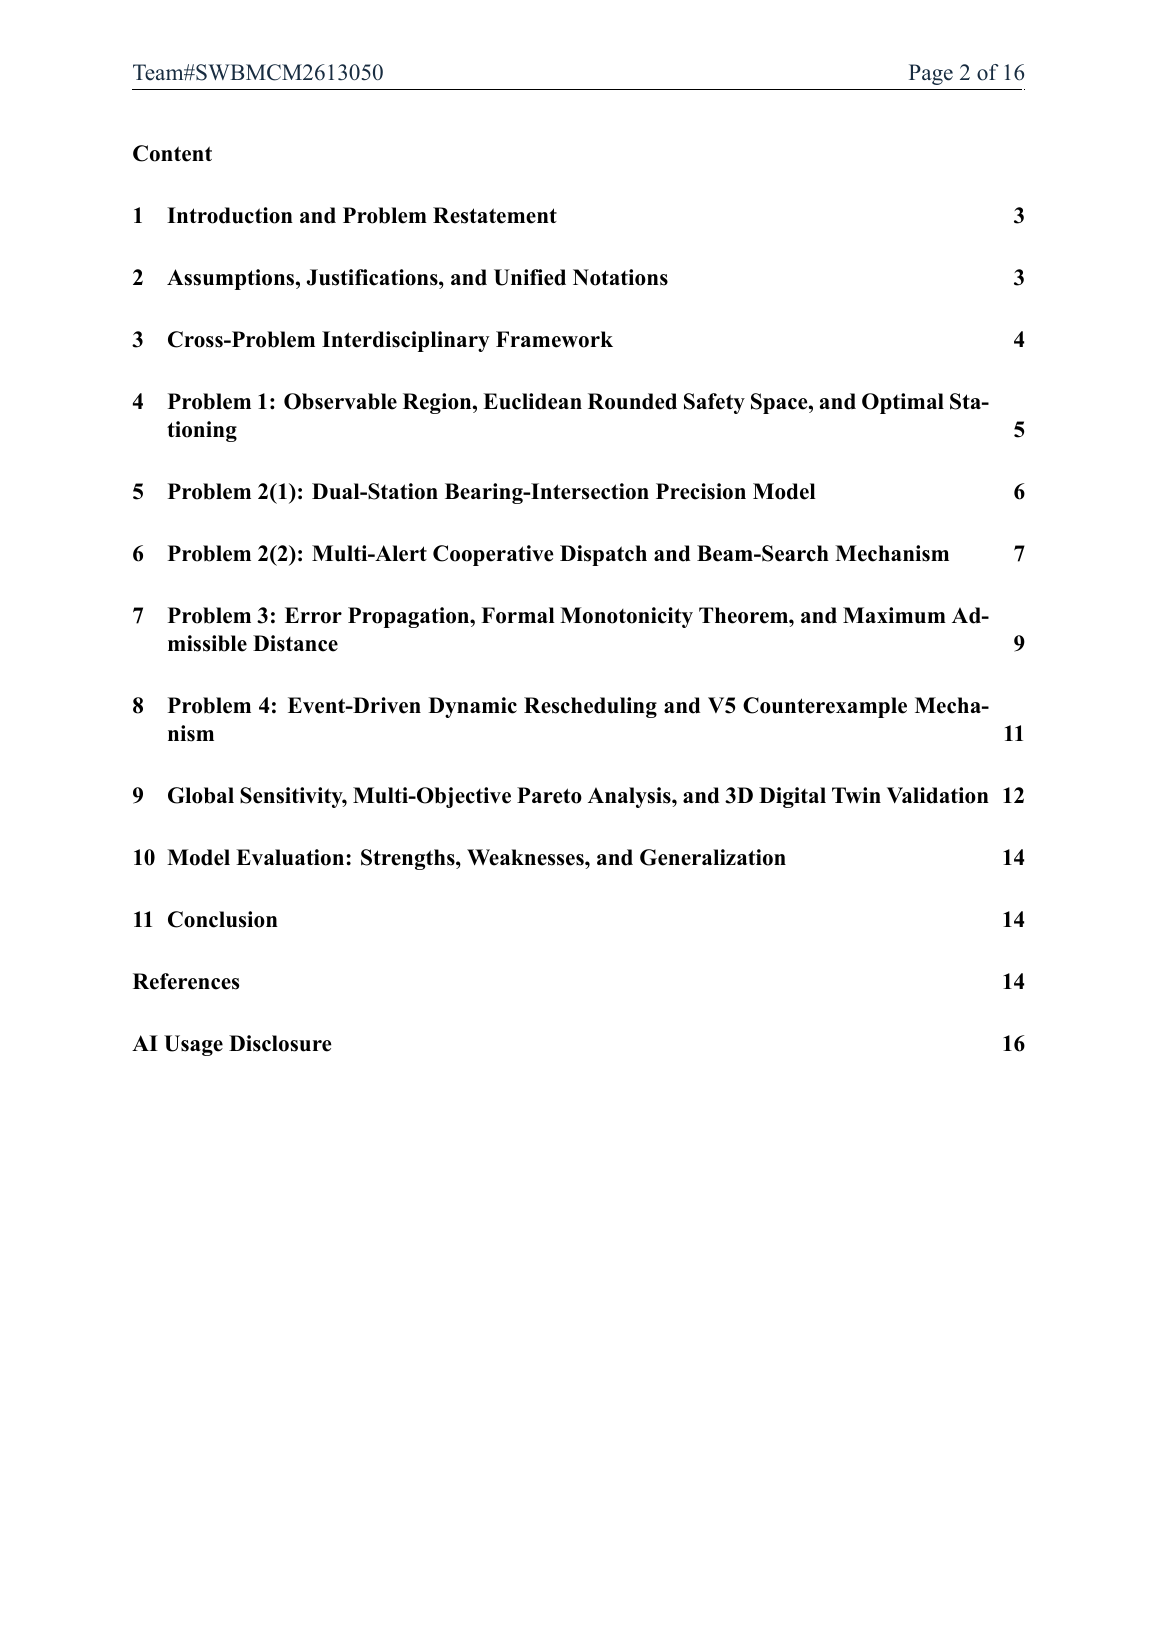 Team#SWBMCM2613050 Page 2 of 16
Content
1 Introduction and Problem Restatement 3
2 Assumptions, Justifications, and Unified Notations 3
3 Cross-Problem Interdisciplinary Framework 4
4 Problem 1: Observable Region, Euclidean Rounded Safety Space, and Optimal Sta-
tioning 5
5 Problem 2(1): Dual-Station Bearing-Intersection Precision Model 6
6 Problem 2(2): Multi-Alert Cooperative Dispatch and Beam-Search Mechanism 7
7 Problem 3: Error Propagation, Formal Monotonicity Theorem, and Maximum Ad-
missible Distance 9
8 Problem 4: Event-Driven Dynamic Rescheduling and V5 Counterexample Mecha-
nism 11
9 Global Sensitivity, Multi-Objective Pareto Analysis, and 3D Digital Twin Validation 12
10 Model Evaluation: Strengths, Weaknesses, and Generalization 14
11 Conclusion 14
References 14
AI Usage Disclosure 16